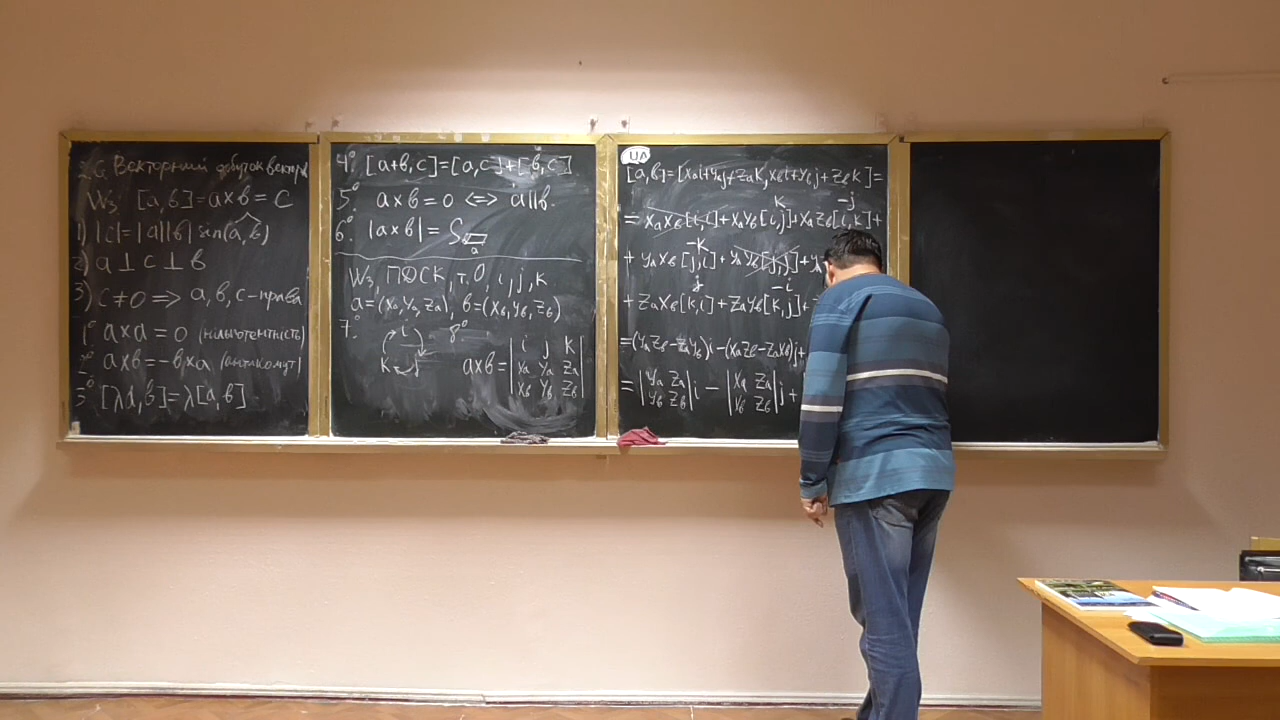 2.6. Векторний добуток векторів
Wз [a,b]=a×b=c
1) |c|=|a||b| sin(a,b)
2) a⊥c⊥b
3) c≠0 ⟹ a,b,c-права
1° a×a=0 (нільпотентність)
2° a×b=-b×a (антикомут)
3° [λa,b]=λ[a,b]
4° [a+b,c]=[a,c]+[b,c]
5° a×b=0 ⟺ a||b.
6° |a×b|=S▱
a
Wз, ПДСК, т.O, i, j, k
a=(xa,ya,za), b=(xb,yb,zb)
7° i j k
8° a×b=
| i j k |
| xa ya za |
| xb yb zb |
UA
[a,b]=[xai+yaj+zak,xbi+ybj+zbk]=
k -j
=xaxb[i,i]+xayb[i,j]+xazb[i,k]+
-k
+yaxb[j,i]+yayb[j,j]+
j -i
+zaxb[k,i]+zayb[k,j]+
=(yazb-zayb)i-(xazb-zaxb)j+
=|ya za| i - |xa za| j +
|yb zb| |xb zb|